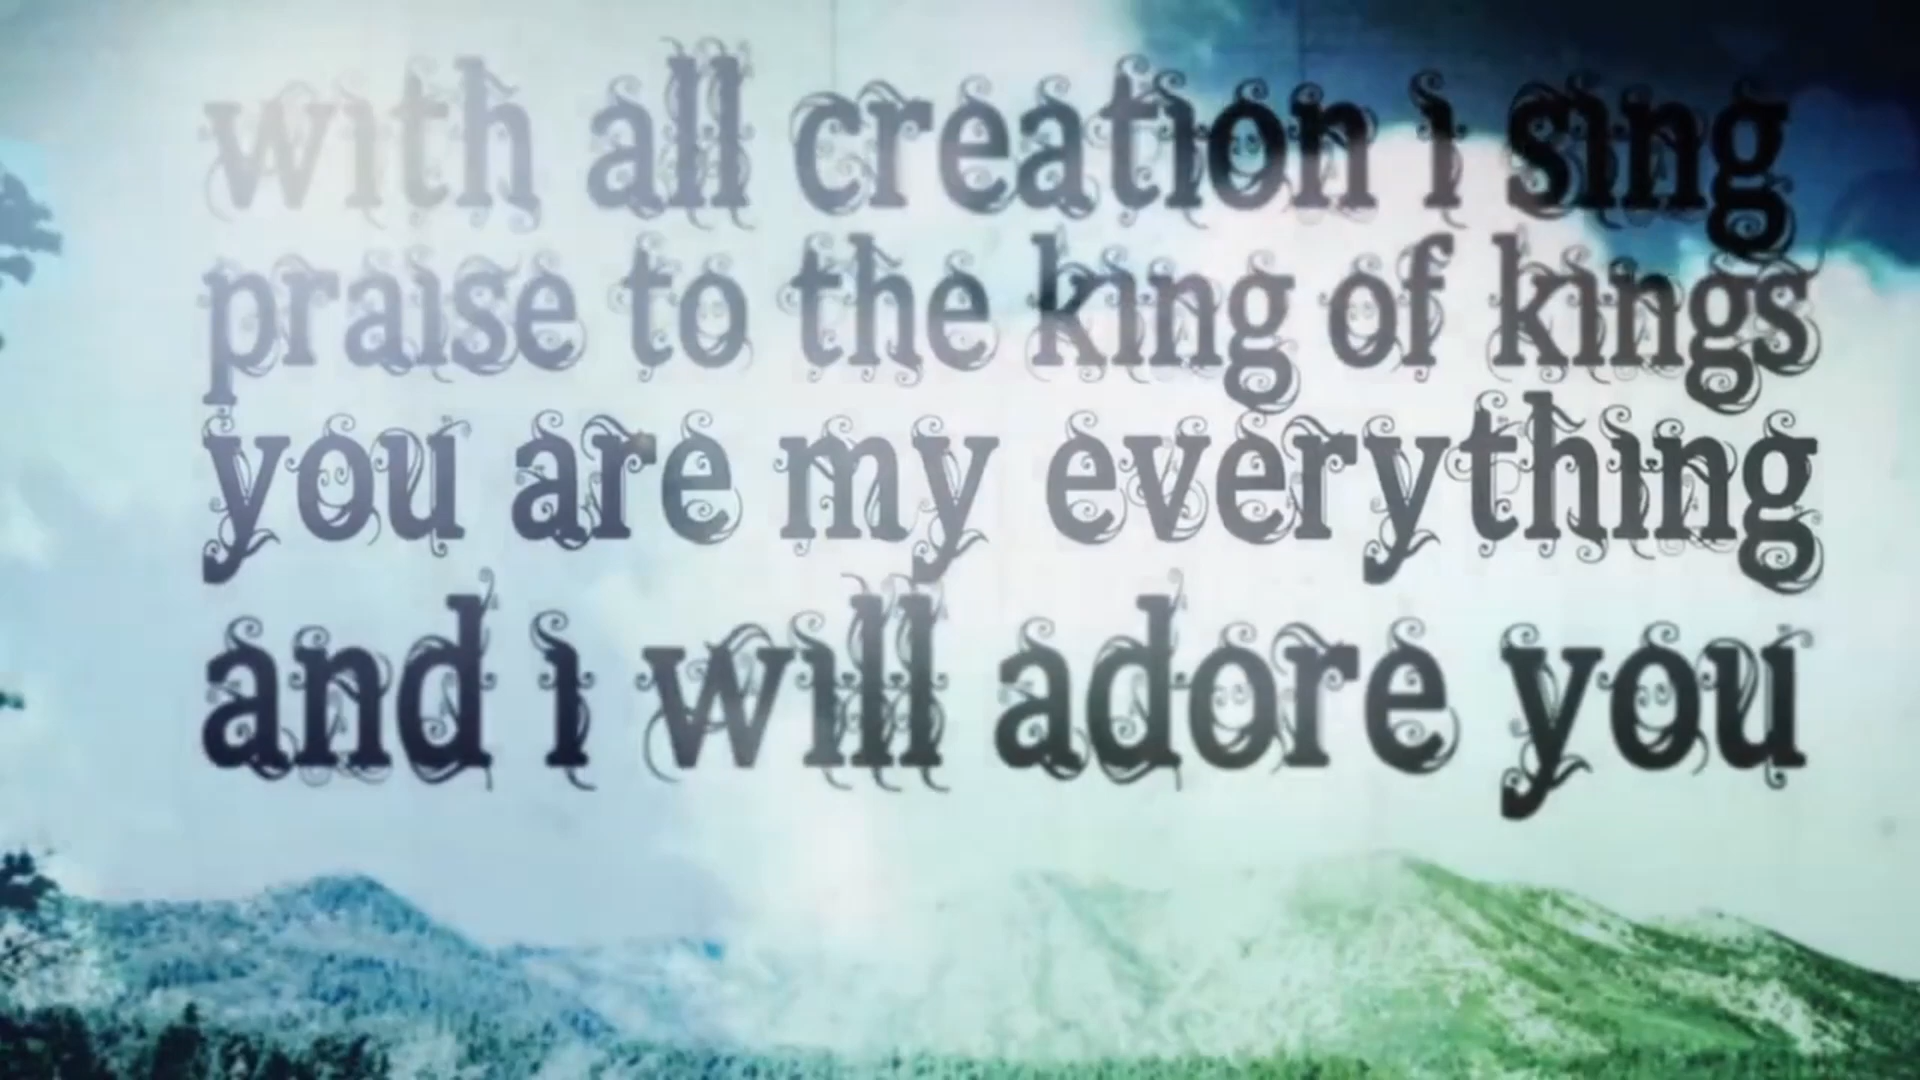 with all creation i sing
praise to the king of kings
you are my everything
and i will adore you